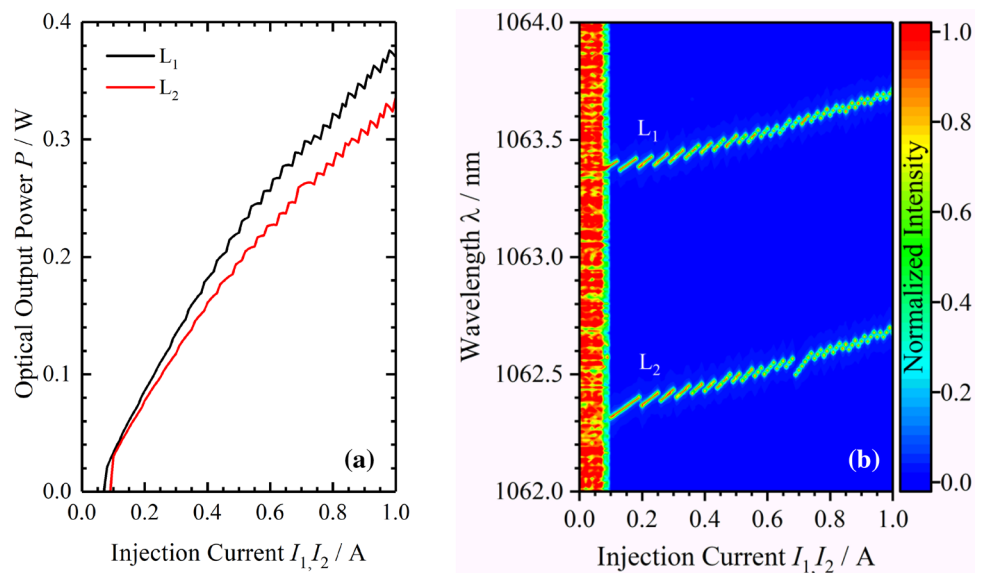 0.4
0.3
0.2
0.1
0.0
Optical Output Power P / W
L₁
L₂
(a)
0.0 0.2 0.4 0.6 0.8 1.0
Injection Current I₁,I₂ / A
1064.0
1063.5
1063.0
1062.5
1062.0
Wavelength λ / nm
L₁
L₂
(b)
0.0 0.2 0.4 0.6 0.8 1.0
Injection Current I₁,I₂ / A
1.0
0.8
0.6
0.4
0.2
0.0
Normalized Intensity